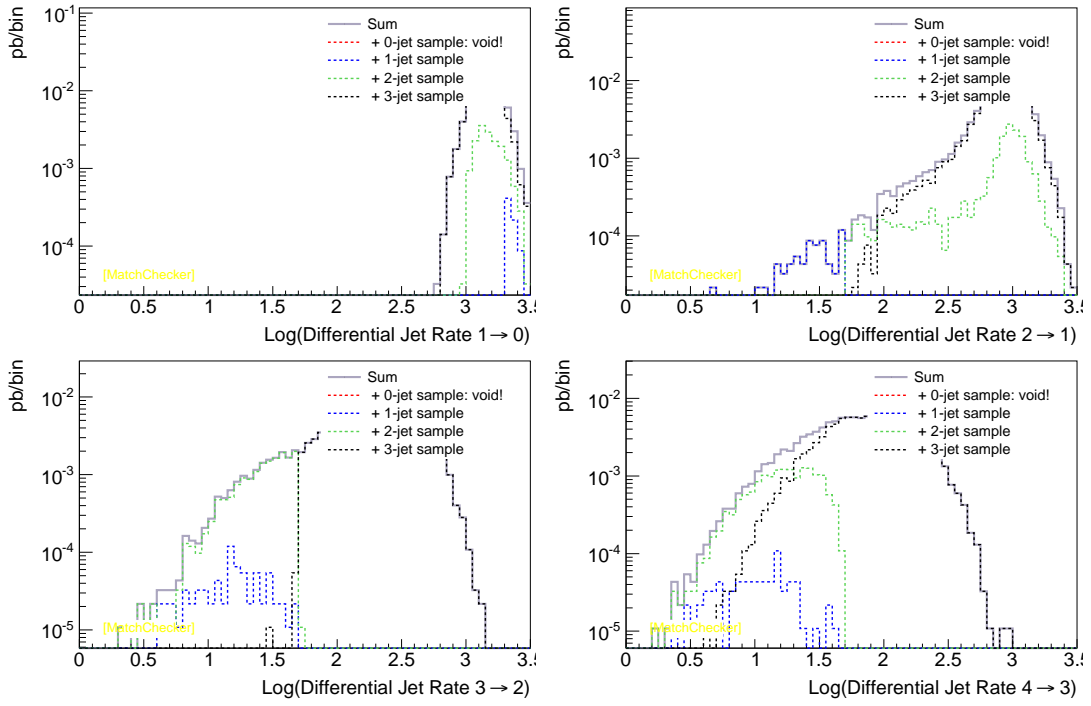 pb/bin
10⁻¹
10⁻²
10⁻³
10⁻⁴
Sum
+ 0-jet sample: void!
+ 1-jet sample
+ 2-jet sample
+ 3-jet sample
[MatchChecker]
0 0.5 1 1.5 2 2.5 3 3.5
Log(Differential Jet Rate 1→0)
pb/bin
10⁻²
10⁻³
10⁻⁴
Sum
+ 0-jet sample: void!
+ 1-jet sample
+ 2-jet sample
+ 3-jet sample
[MatchChecker]
0 0.5 1 1.5 2 2.5 3 3.5
Log(Differential Jet Rate 2→1)
pb/bin
10⁻²
10⁻³
10⁻⁴
10⁻⁵
Sum
+ 0-jet sample: void!
+ 1-jet sample
+ 2-jet sample
+ 3-jet sample
[MatchChecker]
0 0.5 1 1.5 2 2.5 3 3.5
Log(Differential Jet Rate 3→2)
pb/bin
10⁻²
10⁻³
10⁻⁴
10⁻⁵
Sum
+ 0-jet sample: void!
+ 1-jet sample
+ 2-jet sample
+ 3-jet sample
[MatchChecker]
0 0.5 1 1.5 2 2.5 3 3.5
Log(Differential Jet Rate 4→3)